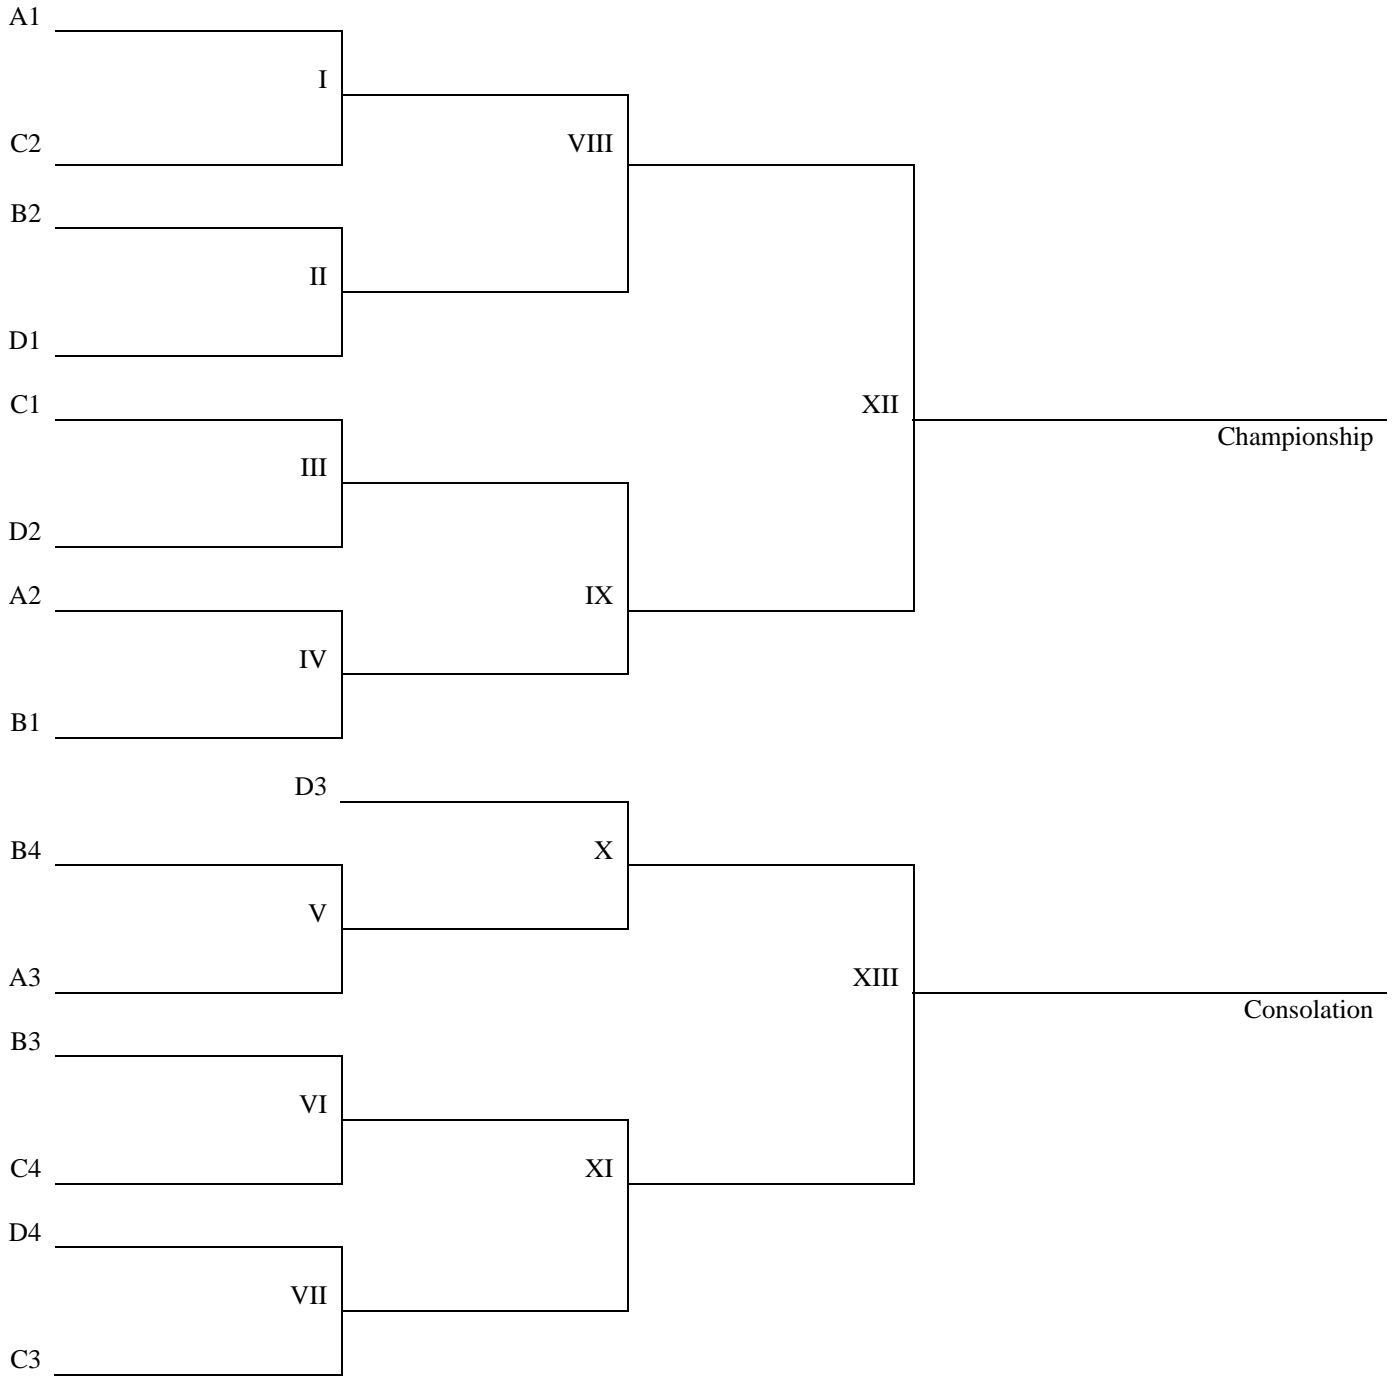 A1
I
C2
VIII
B2
II
D1
C1
XII
Championship
III
D2
A2
IX
IV
B1
D3
B4
X
V
A3
XIII
Consolation
B3
VI
C4
XI
D4
VII
C3